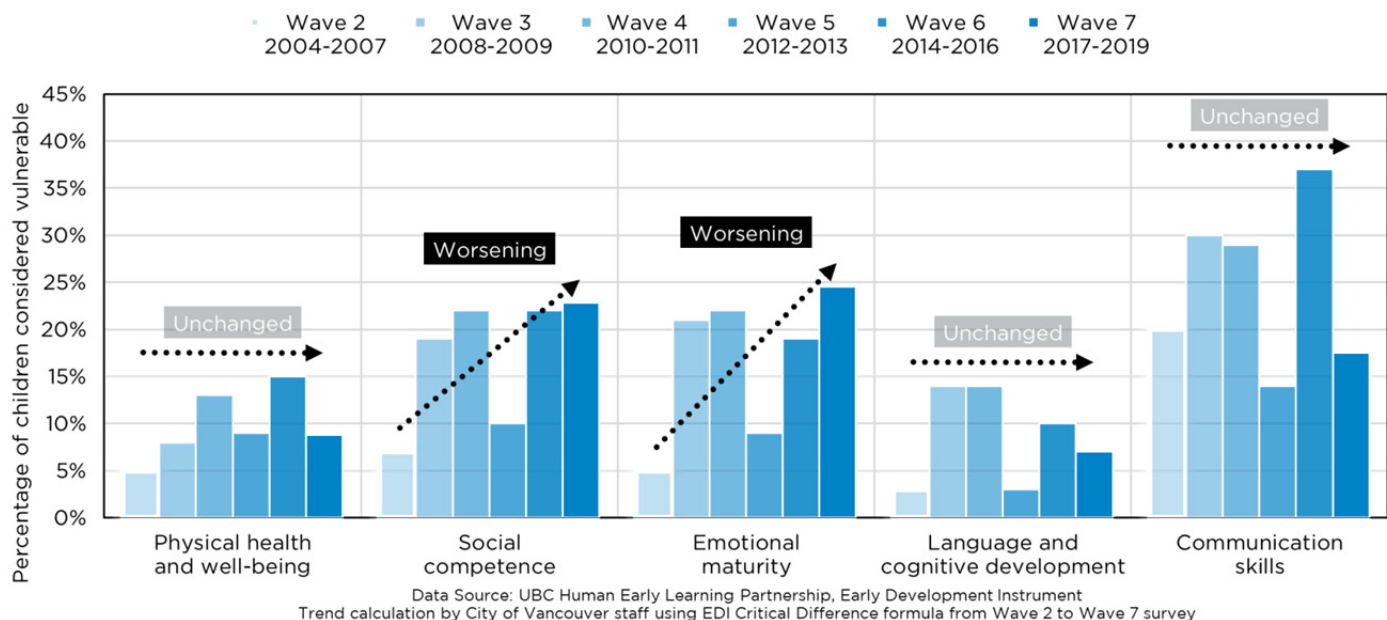 Wave 2 Wave 3 Wave 4 Wave 5 Wave 6 Wave 7
2004-2007 2008-2009 2010-2011 2012-2013 2014-2016 2017-2019
Percentage of children considered vulnerable
45%
40%
35%
30%
25%
20%
15%
10%
5%
0%
Unchanged
Worsening
Worsening
Unchanged
Unchanged
Physical health
and well-being
Social
competence
Emotional
maturity
Language and
cognitive development
Communication
skills
Data Source: UBC Human Early Learning Partnership, Early Development Instrument
Trend calculation by City of Vancouver staff using EDI Critical Difference formula from Wave 2 to Wave 7 survey